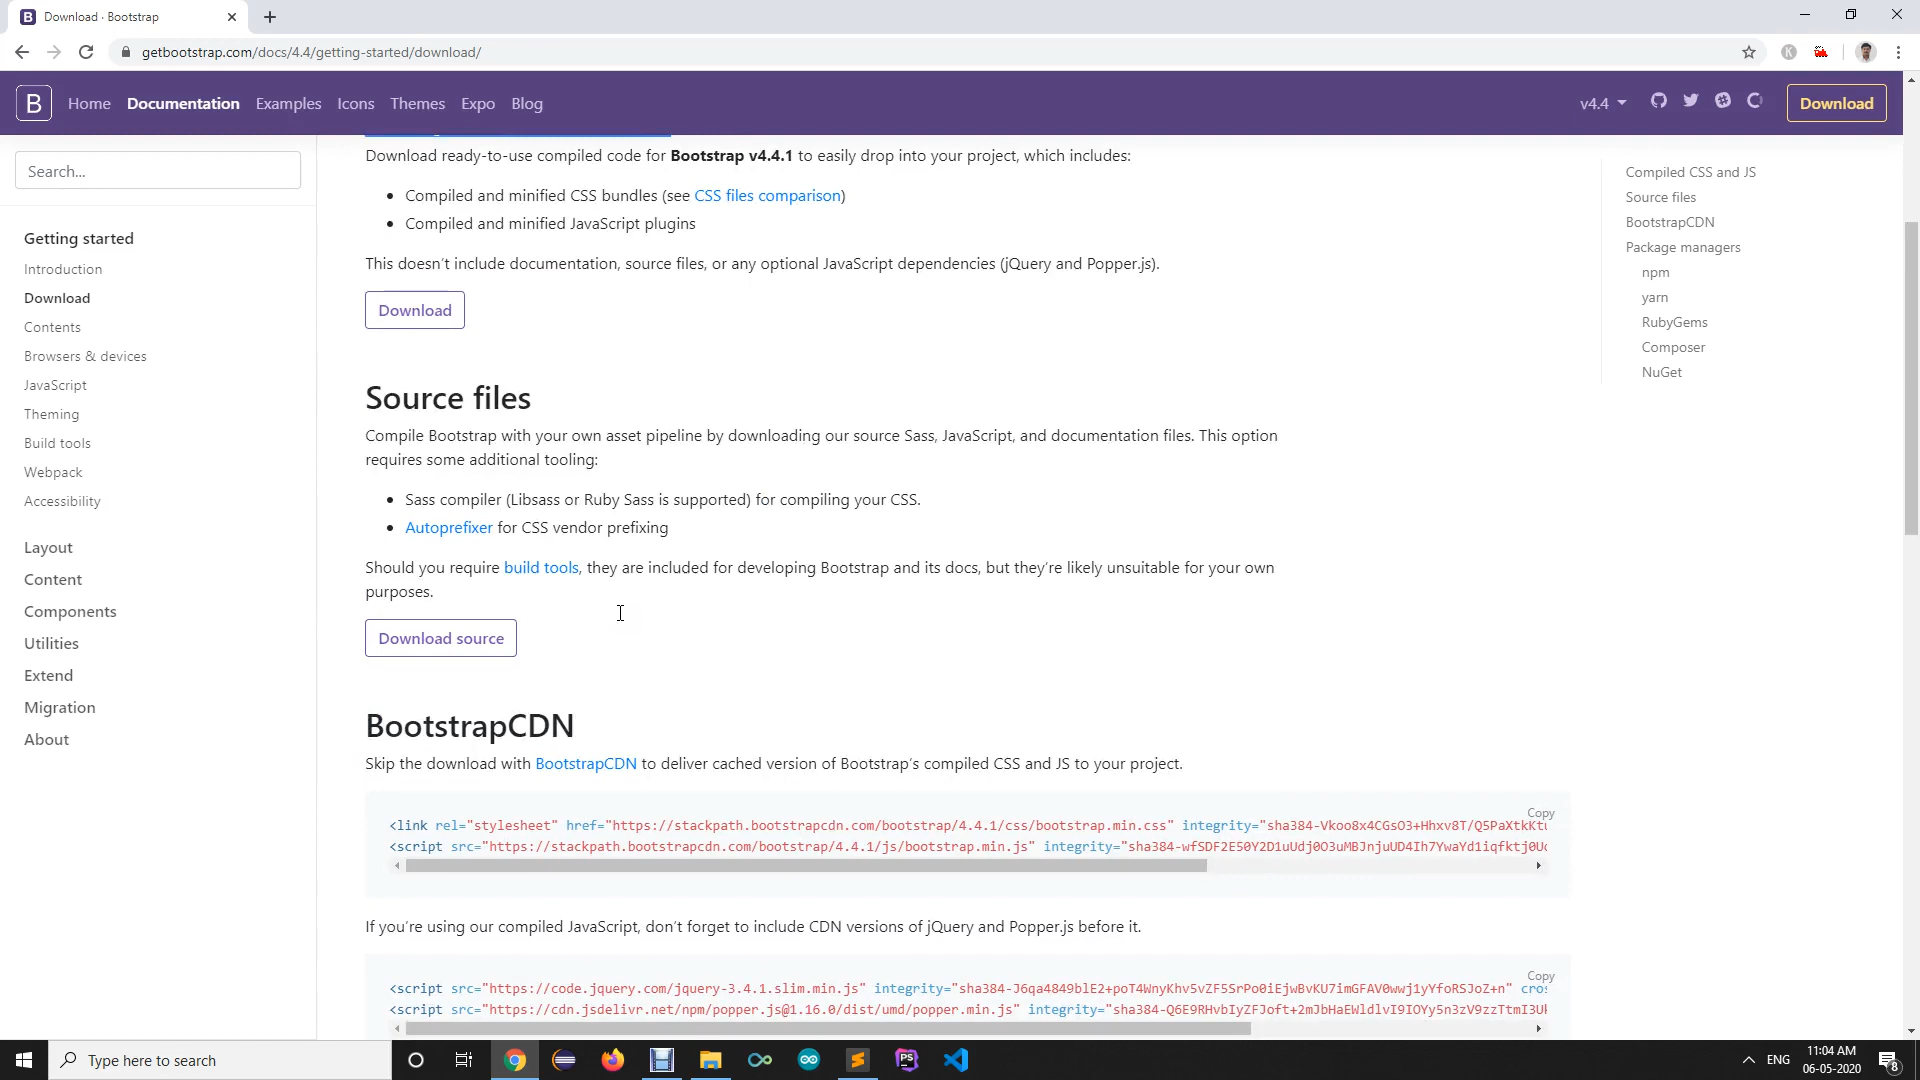 Download · Bootstrap
getbootstrap.com/docs/4.4/getting-started/download/
B Home Documentation Examples Icons Themes Expo Blog v4.4 Download
Search...
Getting started
Introduction
Download
Contents
Browsers & devices
JavaScript
Theming
Build tools
Webpack
Accessibility
Layout
Content
Components
Utilities
Extend
Migration
About
Download ready-to-use compiled code for Bootstrap v4.4.1 to easily drop into your project, which includes:
Compiled and minified CSS bundles (see CSS files comparison)
Compiled and minified JavaScript plugins
This doesn’t include documentation, source files, or any optional JavaScript dependencies (jQuery and Popper.js).
Download
Source files
Compile Bootstrap with your own asset pipeline by downloading our source Sass, JavaScript, and documentation files. This option
requires some additional tooling:
Sass compiler (Libsass or Ruby Sass is supported) for compiling your CSS.
Autoprefixer for CSS vendor prefixing
Should you require build tools, they are included for developing Bootstrap and its docs, but they’re likely unsuitable for your own
purposes.
Download source
BootstrapCDN
Skip the download with BootstrapCDN to deliver cached version of Bootstrap’s compiled CSS and JS to your project.
Copy
<link rel="stylesheet" href="https://stackpath.bootstrapcdn.com/bootstrap/4.4.1/css/bootstrap.min.css" integrity="sha384-Vkoo8x4CGsO3+Hhxv8T/Q5PaXtkKtu
<script src="https://stackpath.bootstrapcdn.com/bootstrap/4.4.1/js/bootstrap.min.js" integrity="sha384-wfSDF2E50Y2D1uUdj0O3uMBJnjuUD4Ih7YwaYd1iqfktj0Uo
If you’re using our compiled JavaScript, don’t forget to include CDN versions of jQuery and Popper.js before it.
Copy
<script src="https://code.jquery.com/jquery-3.4.1.slim.min.js" integrity="sha384-J6qa4849blE2+poT4WnyKhv5vZF5SrPo0iEjwBvKU7imGFAV0wwj1yYfoRSJoZ+n" cros
<script src="https://cdn.jsdelivr.net/npm/popper.js@1.16.0/dist/umd/popper.min.js" integrity="sha384-Q6E9RHvbIyZFJoft+2mJbHaEWldlvI9IOYy5n3zV9zzTtmI3Uk
Compiled CSS and JS
Source files
BootstrapCDN
Package managers
npm
yarn
RubyGems
Composer
NuGet
Type here to search
ENG
11:04 AM
06-05-2020
8